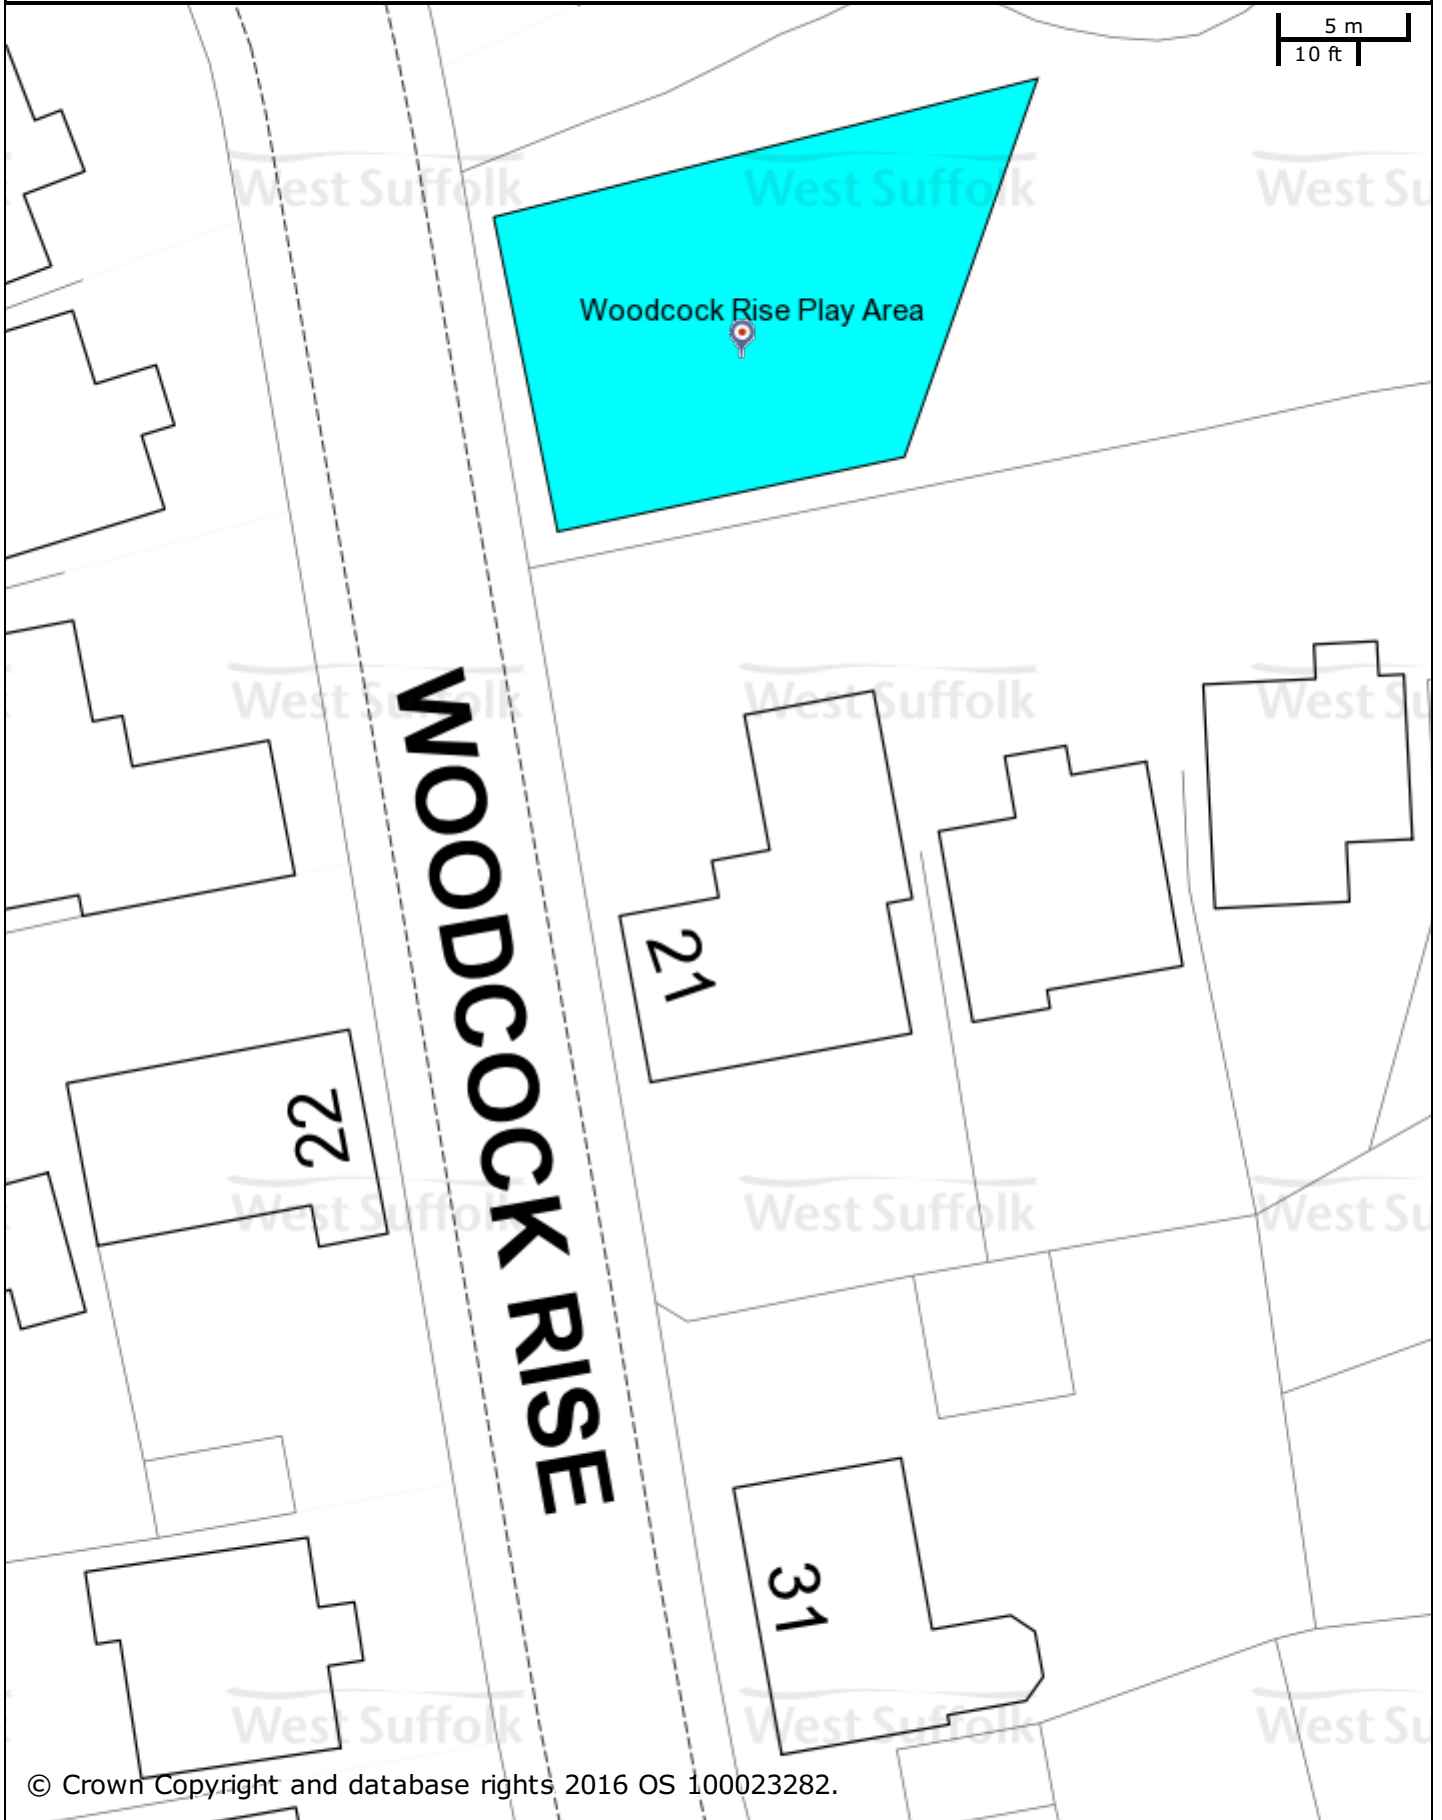 5 m
10 ft
West Suffolk West Suffolk West Su
Woodcock Rise Play Area
West Suffolk West Suffolk West Su
WOODCOCK RISE
21
22
West Suffolk West Suffolk West Su
31
West Suffolk West Suffolk West Su
© Crown Copyright and database rights 2016 OS 100023282.